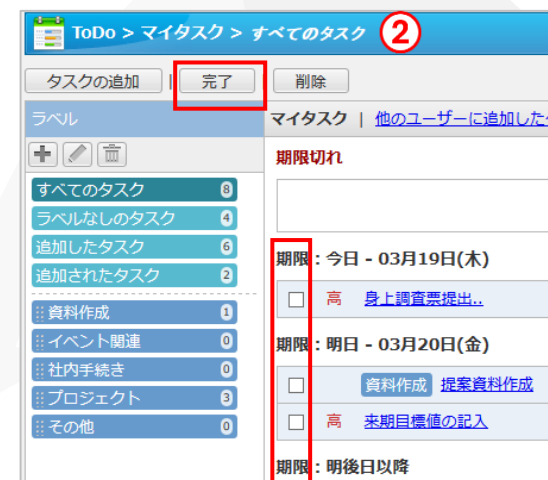 ToDo > マイタスク > すべてのタスク ②
タスクの追加 | 完了 | 削除
ラベル
マイタスク | 他のユーザーに追加した
期限切れ
すべてのタスク 8
ラベルなしのタスク 4
追加したタスク 6
追加されたタスク 2
資料作成 1
イベント関連 0
社内手続き 0
プロジェクト 3
その他 0
期限：今日 - 03月19日(木)
高 身上調査票提出..
期限：明日 - 03月20日(金)
資料作成 提案資料作成
高 来期目標値の記入
期限：明後日以降